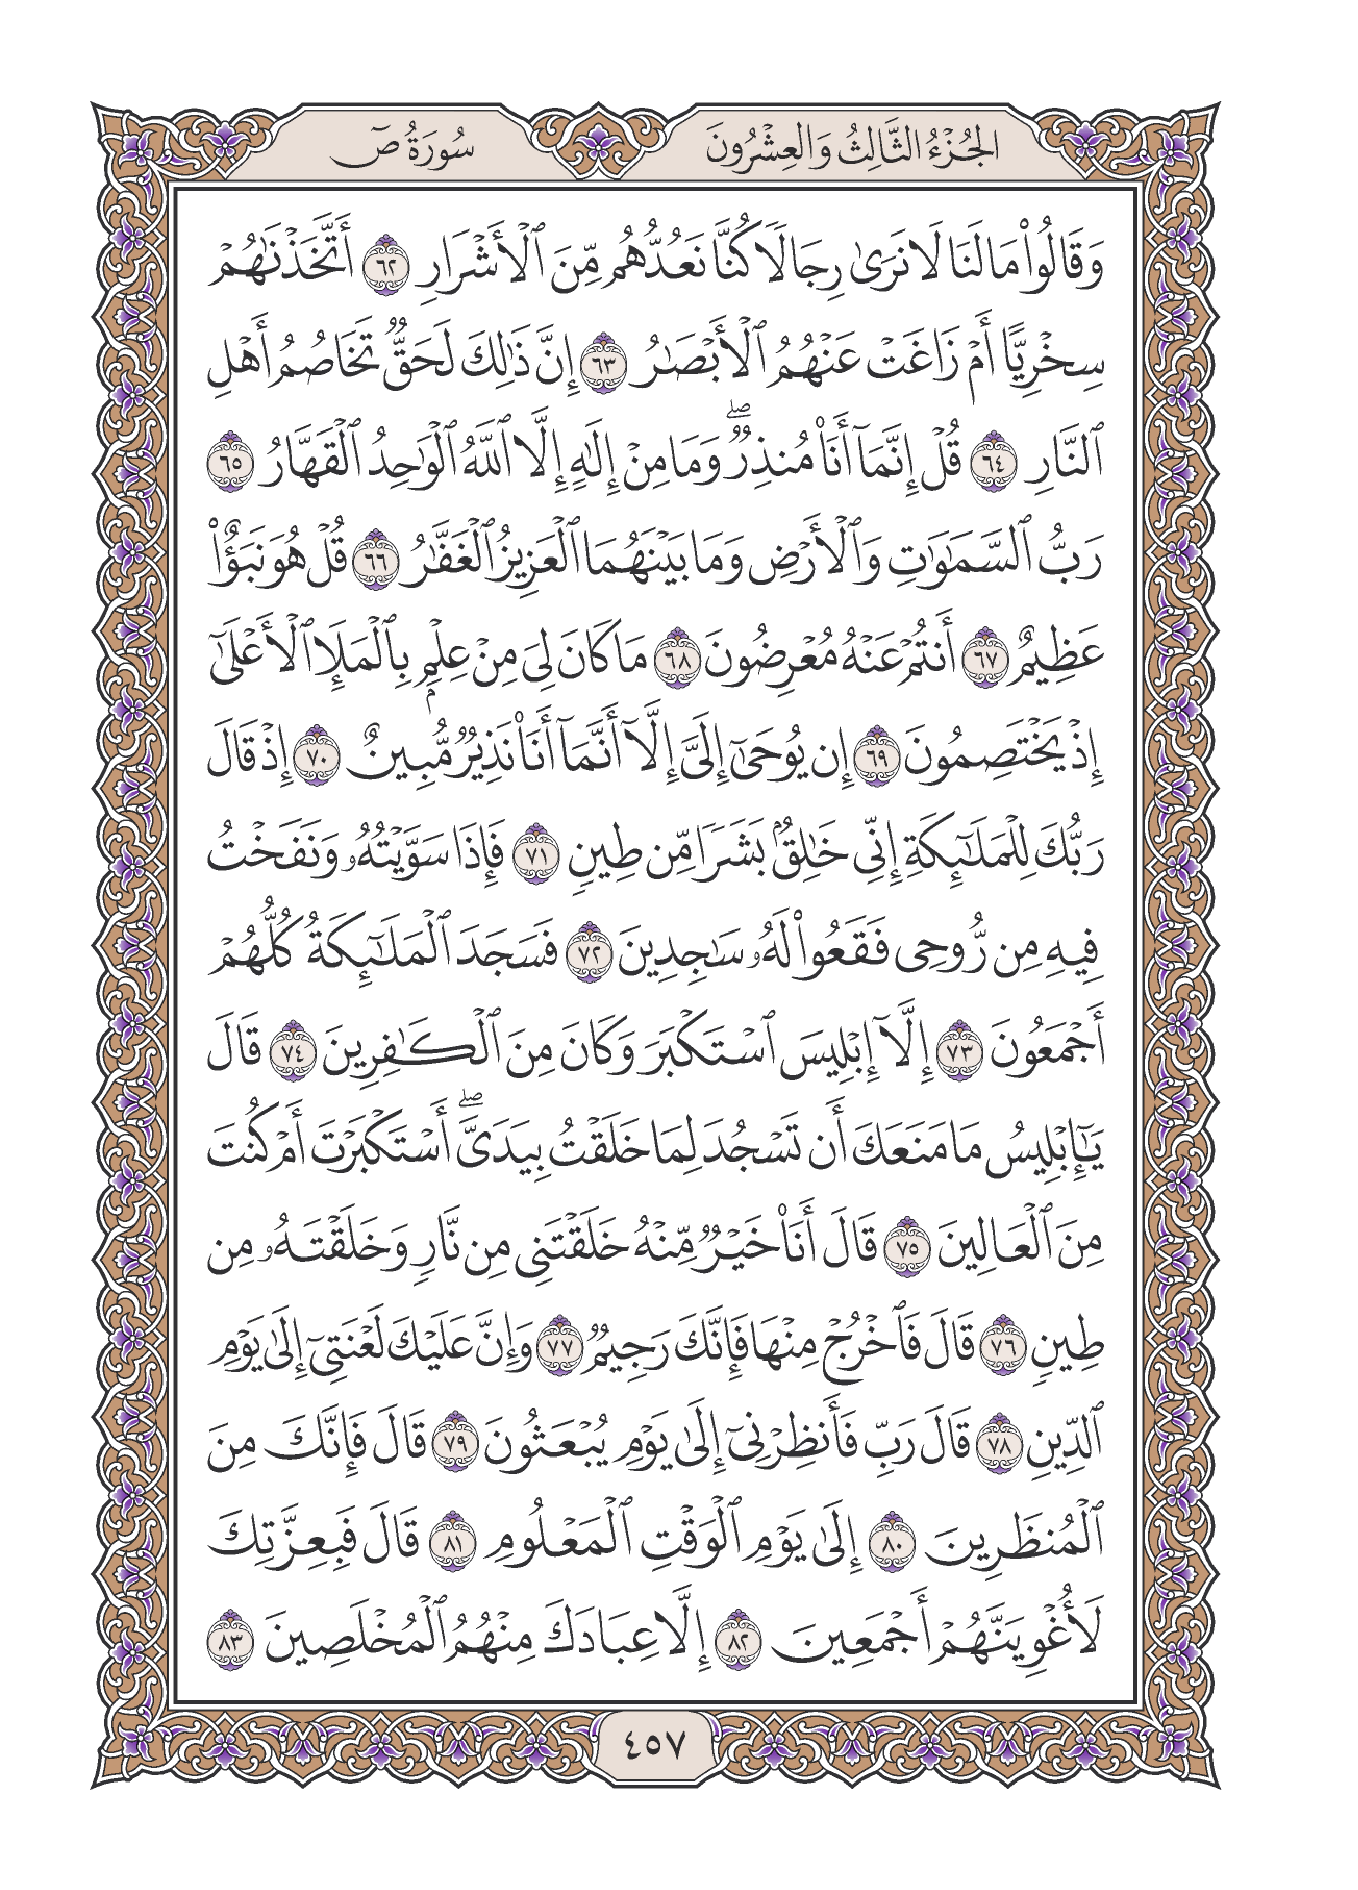 الجُزْءُ الثَّالِثُ وَالعِشْرُونَ
سُورَةُ صٓ
وَقَالُوا۟ مَا لَنَا لَا نَرَىٰ رِجَالًا كُنَّا نَعُدُّهُم مِّنَ ٱلْأَشْرَارِ ٦٢ أَتَّخَذْنَٰهُمْ
سِخْرِيًّا أَمْ زَاغَتْ عَنْهُمُ ٱلْأَبْصَٰرُ ٦٣ إِنَّ ذَٰلِكَ لَحَقٌّ تَخَاصُمُ أَهْلِ
ٱلنَّارِ ٦٤ قُلْ إِنَّمَآ أَنَا۠ مُنذِرٌ ۖ وَمَا مِنْ إِلَٰهٍ إِلَّا ٱللَّهُ ٱلْوَٰحِدُ ٱلْقَهَّارُ ٦٥
رَبُّ ٱلسَّمَٰوَٰتِ وَٱلْأَرْضِ وَمَا بَيْنَهُمَا ٱلْعَزِيزُ ٱلْغَفَّٰرُ ٦٦ قُلْ هُوَ نَبَؤٌا۟
عَظِيمٌ ٦٧ أَنتُمْ عَنْهُ مُعْرِضُونَ ٦٨ مَا كَانَ لِىَ مِنْ عِلْمٍۭ بِٱلْمَلَإِ ٱلْأَعْلَىٰٓ
إِذْ يَخْتَصِمُونَ ٦٩ إِن يُوحَىٰٓ إِلَىَّ إِلَّآ أَنَّمَآ أَنَا۠ نَذِيرٌ مُّبِينٌ ٧٠ إِذْ قَالَ
رَبُّكَ لِلْمَلَٰٓئِكَةِ إِنِّى خَٰلِقٌۢ بَشَرًا مِّن طِينٍ ٧١ فَإِذَا سَوَّيْتُهُۥ وَنَفَخْتُ
فِيهِ مِن رُّوحِى فَقَعُوا۟ لَهُۥ سَٰجِدِينَ ٧٢ فَسَجَدَ ٱلْمَلَٰٓئِكَةُ كُلُّهُمْ
أَجْمَعُونَ ٧٣ إِلَّآ إِبْلِيسَ ٱسْتَكْبَرَ وَكَانَ مِنَ ٱلْكَٰفِرِينَ ٧٤ قَالَ
يَٰٓإِبْلِيسُ مَا مَنَعَكَ أَن تَسْجُدَ لِمَا خَلَقْتُ بِيَدَىَّ ۖ أَسْتَكْبَرْتَ أَمْ كُنتَ
مِنَ ٱلْعَالِينَ ٧٥ قَالَ أَنَا۠ خَيْرٌ مِّنْهُ خَلَقْتَنِى مِن نَّارٍ وَخَلَقْتَهُۥ مِن
طِينٍ ٧٦ قَالَ فَٱخْرُجْ مِنْهَا فَإِنَّكَ رَجِيمٌ ٧٧ وَإِنَّ عَلَيْكَ لَعْنَتِىٓ إِلَىٰ يَوْمِ
ٱلدِّينِ ٧٨ قَالَ رَبِّ فَأَنظِرْنِىٓ إِلَىٰ يَوْمِ يُبْعَثُونَ ٧٩ قَالَ فَإِنَّكَ مِنَ
ٱلْمُنظَرِينَ ٨٠ إِلَىٰ يَوْمِ ٱلْوَقْتِ ٱلْمَعْلُومِ ٨١ قَالَ فَبِعِزَّتِكَ
لَأُغْوِيَنَّهُمْ أَجْمَعِينَ ٨٢ إِلَّا عِبَادَكَ مِنْهُمُ ٱلْمُخْلَصِينَ ٨٣
٤٥٧